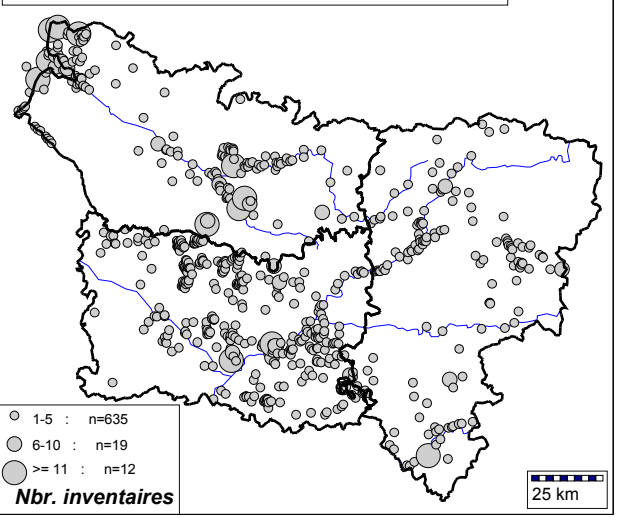 1-5 : n=635
6-10 : n=19
>= 11 : n=12
Nbr. inventaires
25 km